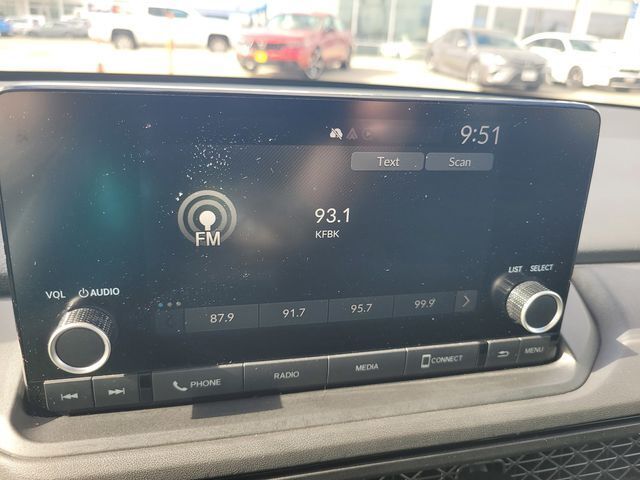 9:51
Text Scan
FM
93.1
KFBK
LIST SELECT
VOL AUDIO
87.9 91.7 95.7 99.9
PHONE RADIO MEDIA CONNECT MENU